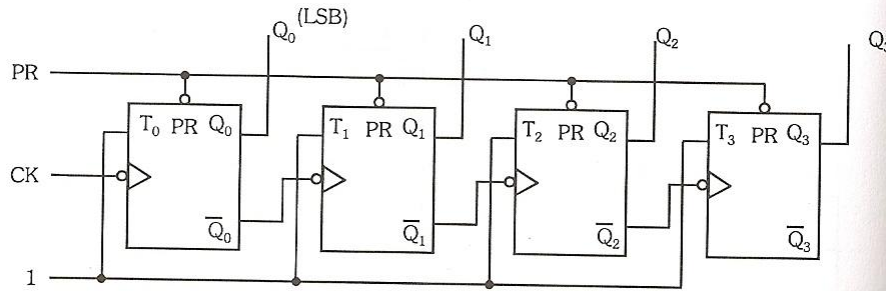 Q₀ (LSB) Q₁ Q₂
PR
T₀ PR Q₀ T₁ PR Q₁ T₂ PR Q₂ T₃ PR Q₃
CK
Q̅₀ Q̅₁ Q̅₂ Q̅₃
1